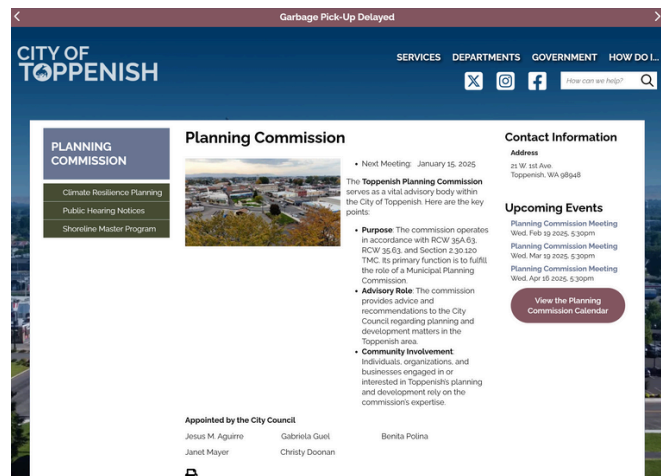 Garbage Pick-Up Delayed
CITY OF
TOPPENISH
SERVICES DEPARTMENTS GOVERNMENT HOW DO I...
How can we help?
PLANNING
COMMISSION
Climate Resilience Planning
Public Hearing Notices
Shoreline Master Program
Planning Commission
• Next Meeting: January 15, 2025
The Toppenish Planning Commission
serves as a vital advisory body within
the City of Toppenish. Here are the key
points:
• Purpose: The commission operates
in accordance with RCW 35A.63,
RCW 35.63, and Section 2.30.120
TMC. Its primary function is to fulfill
the role of a Municipal Planning
Commission.
• Advisory Role: The commission
provides advice and
recommendations to the City
Council regarding planning and
development matters in the
Toppenish area.
• Community Involvement:
Individuals, organizations, and
businesses engaged in or
interested in Toppenish's planning
and development rely on the
commission's expertise.
Appointed by the City Council
Jesus M. Aguirre Gabriela Guel Benita Polina
Janet Mayer Christy Doonan
Contact Information
Address
21 W. 1st Ave.
Toppenish, WA 98948
Upcoming Events
Planning Commission Meeting
Wed, Feb 19 2025, 5:30pm
Planning Commission Meeting
Wed, Mar 19 2025, 5:30pm
Planning Commission Meeting
Wed, Apr 16 2025, 5:30pm
View the Planning
Commission Calendar